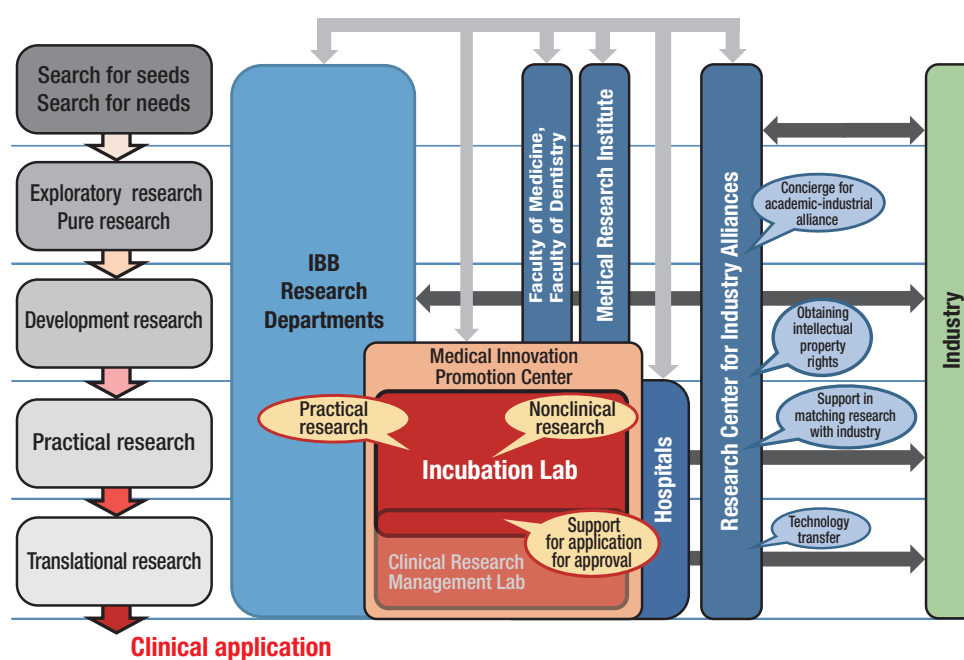 Search for seeds
Search for needs
Exploratory research
Pure research
Development research
Practical research
Translational research
Clinical application
IBB
Research
Departments
Faculty of Medicine,
Faculty of Dentistry
Medical Research Institute
Medical Innovation
Promotion Center
Practical
research
Nonclinical
research
Incubation Lab
Support
for application
for approval
Clinical Research
Management Lab
Hospitals
Research Center for Industry Alliances
Concierge for
academic-industrial
alliance
Obtaining
intellectual
property
rights
Support in
matching research
with industry
Technology
transfer
Industry